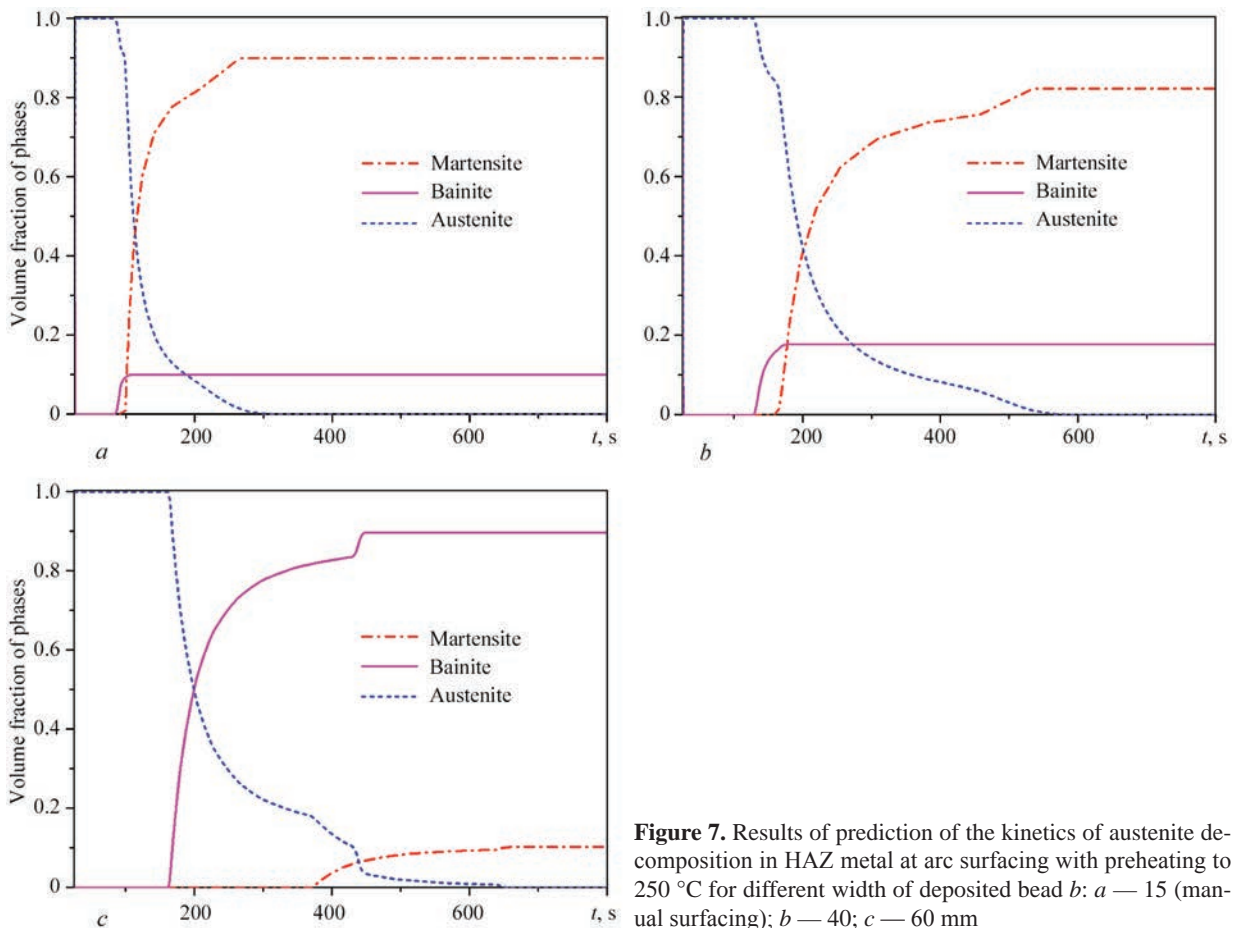 1.0
0.8
0.6
0.4
0.2
0
Volume fraction of phases
Martensite
Bainite
Austenite
200
400
600
t, s
a
1.0
0.8
0.6
0.4
0.2
0
Martensite
Bainite
Austenite
200
400
600
t, s
b
1.0
0.8
0.6
0.4
0.2
0
Volume fraction of phases
Martensite
Bainite
Austenite
200
400
600
t, s
c
Figure 7. Results of prediction of the kinetics of austenite de-
composition in HAZ metal at arc surfacing with preheating to
250 °C for different width of deposited bead b: a — 15 (man-
ual surfacing); b — 40; c — 60 mm